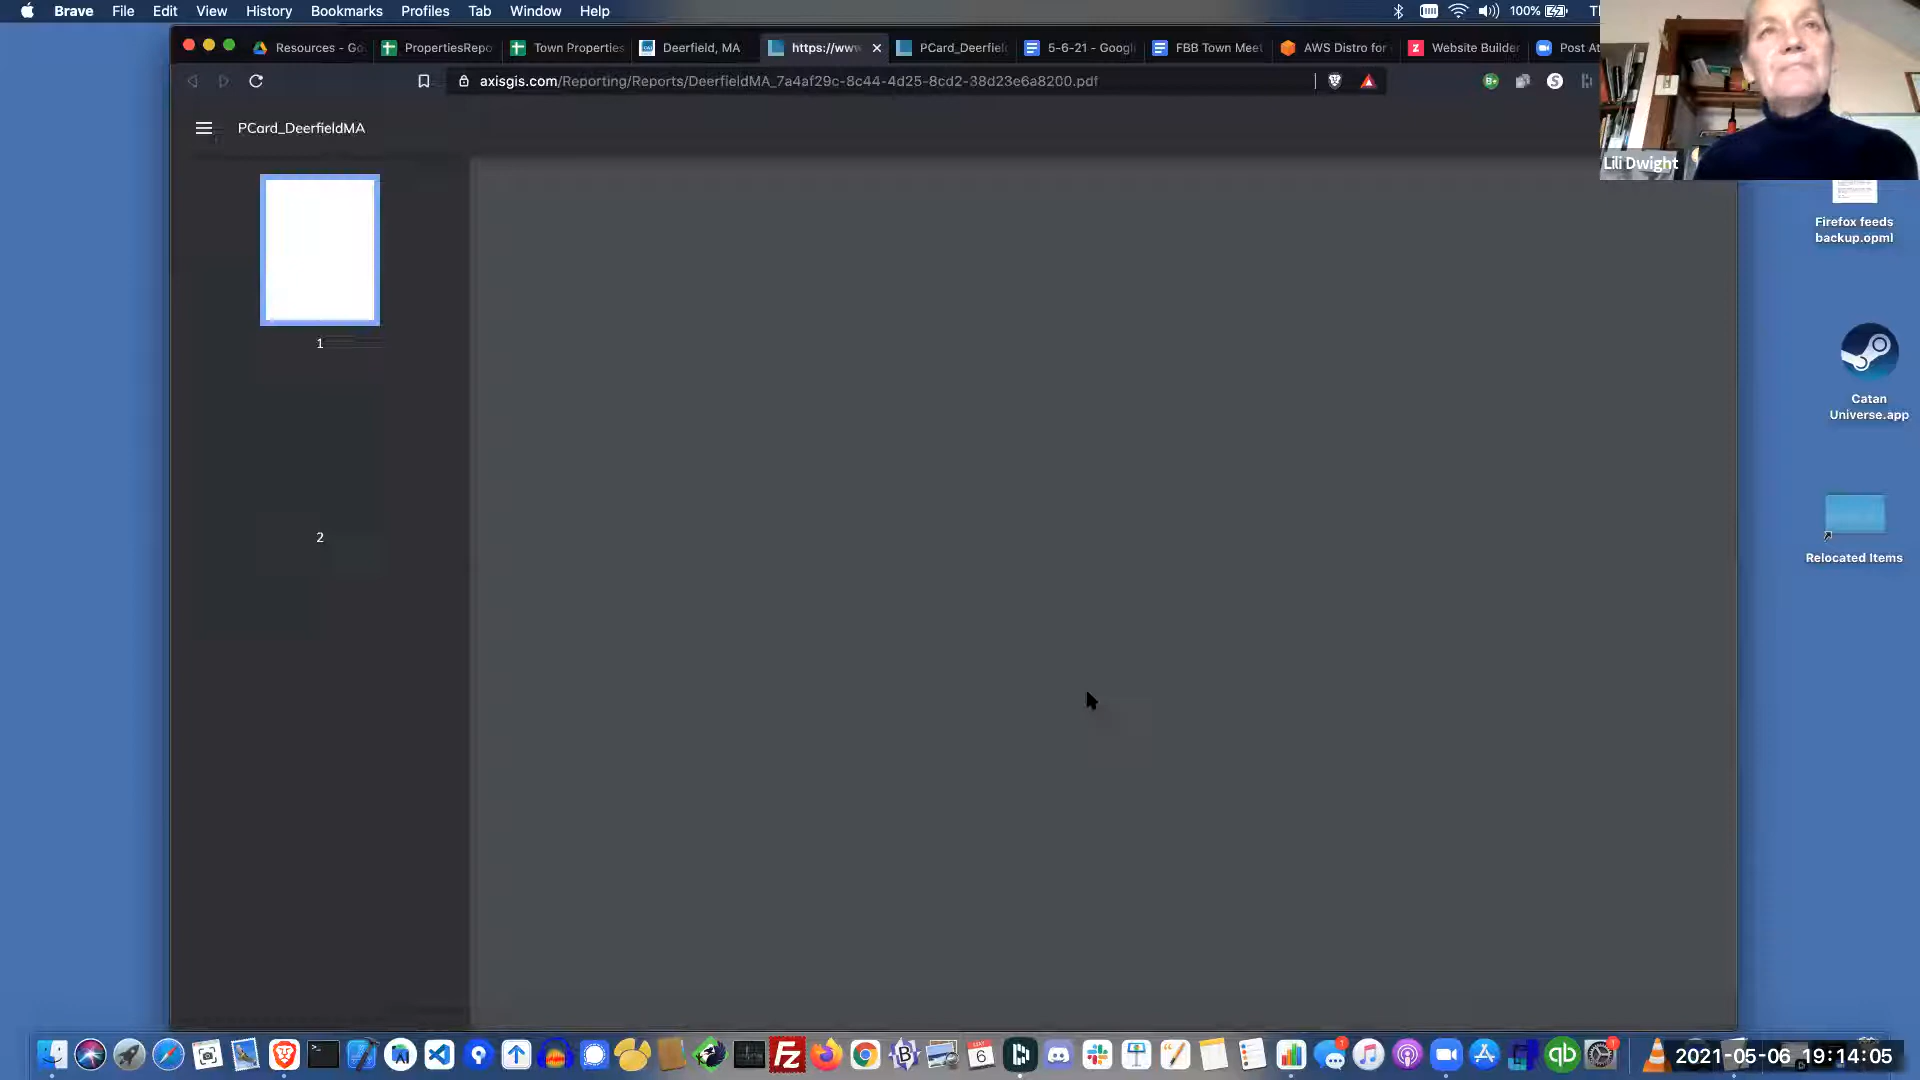 Brave File Edit View History Bookmarks Profiles Tab Window Help 100%
Resources - Go PropertiesRepo Town Properties Deerfield, MA https://www PCard_Deerfiel 5-6-21 - Googl FBB Town Meet AWS Distro for Website Builder Post At
axisgis.com/Reporting/Reports/DeerfieldMA_7a4af29c-8c44-4d25-8cd2-38d23e6a8200.pdf
PCard_DeerfieldMA
Lili Dwight
1
2
Firefox feeds
backup.opml
Catan
Universe.app
Relocated Items
2021-05-06 19:14:05